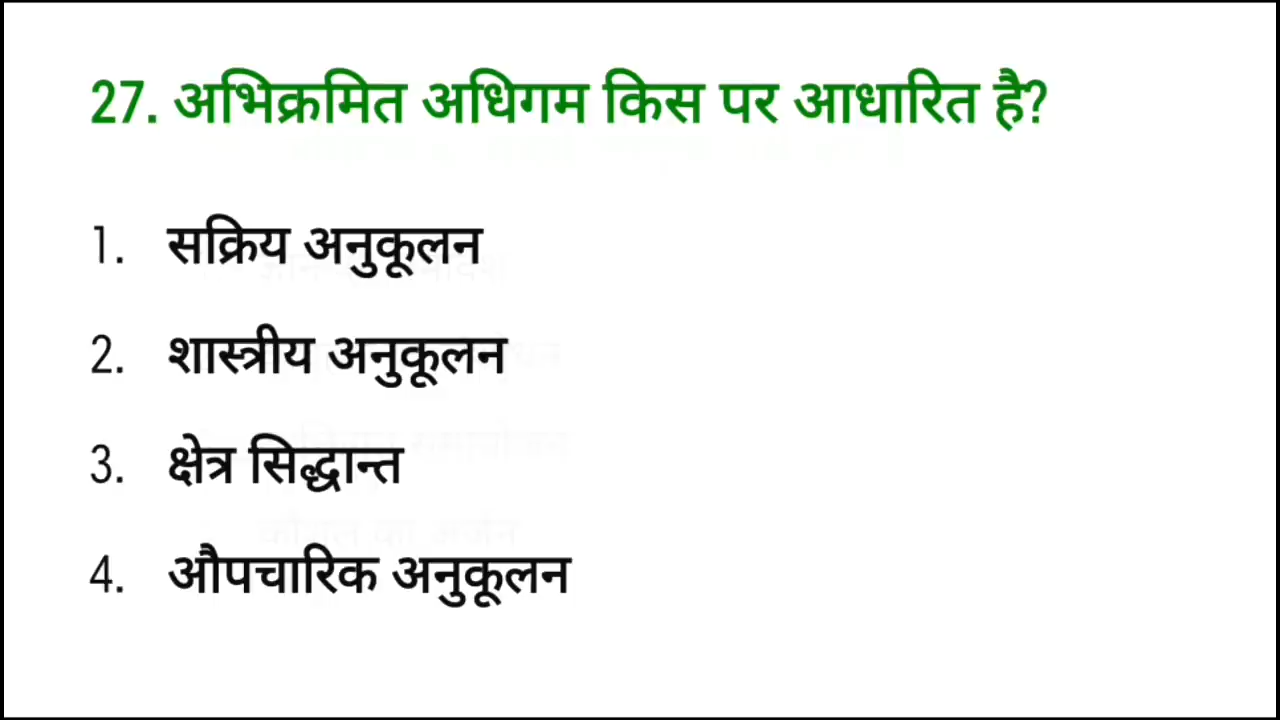 27. अभिक्रमित अधिगम किस पर आधारित है?
1. सक्रिय अनुकूलन
2. शास्त्रीय अनुकूलन
3. क्षेत्र सिद्धान्त
4. औपचारिक अनुकूलन